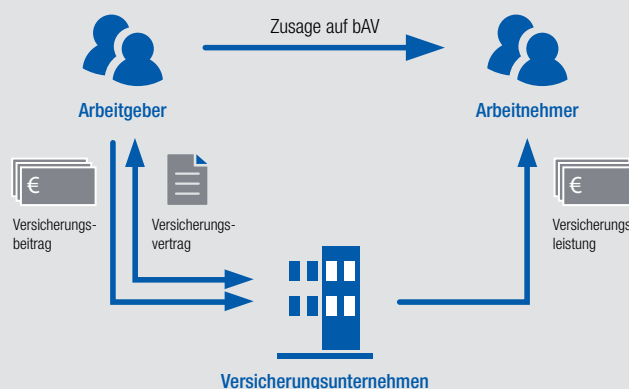 Zusage auf bAV
Arbeitgeber
Arbeitnehmer
€
Versicherungs-
beitrag
Versicherungs-
vertrag
€
Versicherungs
leistung
Versicherungsunternehmen